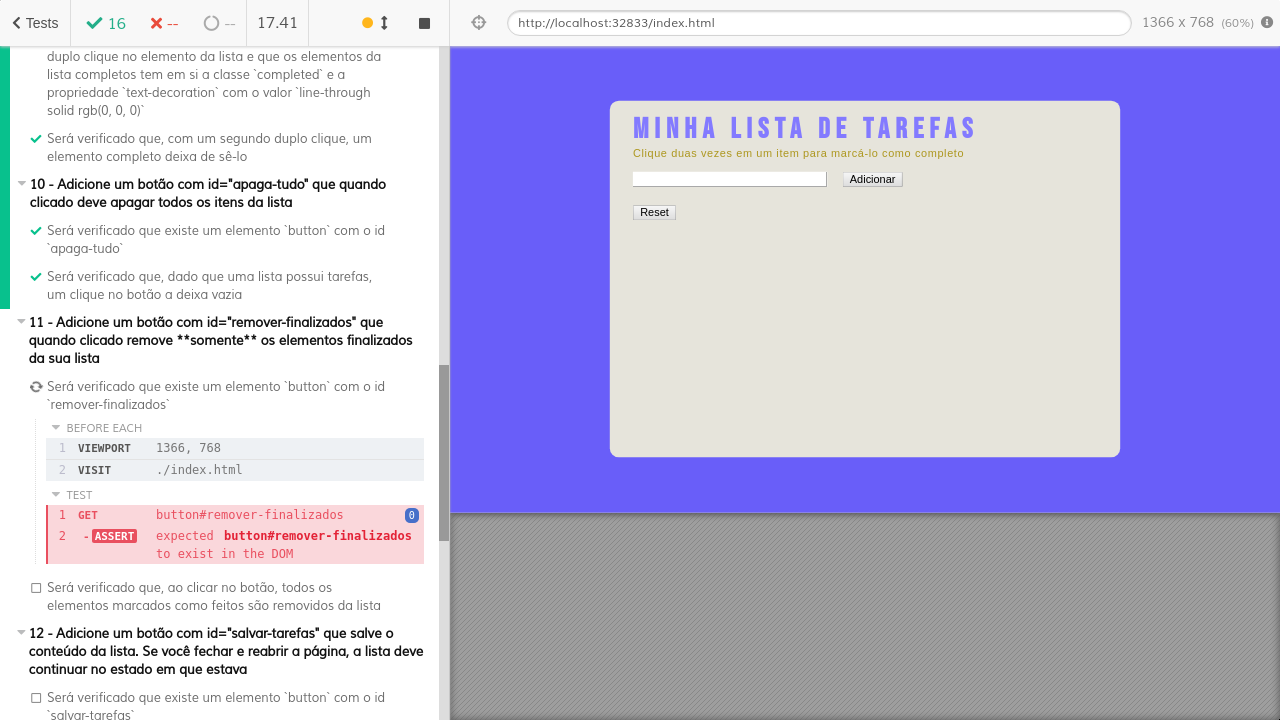 Tests
16
--
--
17.41
http://localhost:32833/index.html
1366 x 768 (60%)
duplo clique no elemento da lista e que os elementos da
lista completos tem em si a classe `completed` e a
propriedade `text-decoration` com o valor `line-through
solid rgb(0, 0, 0)`
Será verificado que, com um segundo duplo clique, um
elemento completo deixa de sê-lo
10 - Adicione um botão com id="apaga-tudo" que quando
clicado deve apagar todos os itens da lista
Será verificado que existe um elemento `button` com o id
`apaga-tudo`
Será verificado que, dado que uma lista possui tarefas,
um clique no botão a deixa vazia
11 - Adicione um botão com id="remover-finalizados" que
quando clicado remove **somente** os elementos finalizados
da sua lista
Será verificado que existe um elemento `button` com o id
`remover-finalizados`
BEFORE EACH
1 VIEWPORT 1366, 768
2 VISIT ./index.html
TEST
1 GET button#remover-finalizados 0
2 -ASSERT expected button#remover-finalizados
to exist in the DOM
Será verificado que, ao clicar no botão, todos os
elementos marcados como feitos são removidos da lista
12 - Adicione um botão com id="salvar-tarefas" que salve o
conteúdo da lista. Se você fechar e reabrir a página, a lista deve
continuar no estado em que estava
Será verificado que existe um elemento `button` com o id
`salvar-tarefas`
MINHA LISTA DE TAREFAS
Clique duas vezes em um item para marcá-lo como completo
Adicionar
Reset